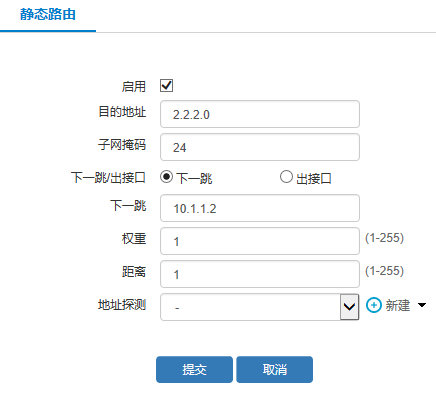 静态路由
启用
目的地址 2.2.2.0
子网掩码 24
下一跳/出接口 下一跳 出接口
下一跳 10.1.1.2
权重 1 (1-255)
距离 1 (1-255)
地址探测 - 新建
提交 取消